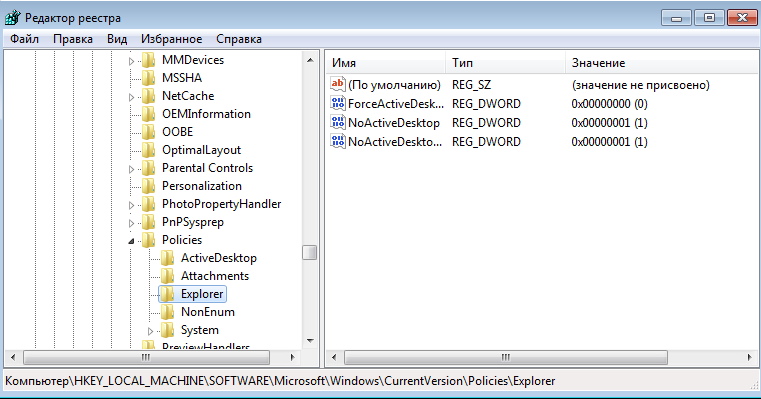 Редактор реестра
Файл Правка Вид Избранное Справка
MMDevices
MSSHA
NetCache
OEMInformation
OOBE
OptimalLayout
Parental Controls
Personalization
PhotoPropertyHandler
PnPSysprep
Policies
ActiveDesktop
Attachments
Explorer
NonEnum
System
PreviewHandlers
Имя Тип Значение
(По умолчанию) REG_SZ (значение не присвоено)
ForceActiveDesk... REG_DWORD 0x00000000 (0)
NoActiveDesktop REG_DWORD 0x00000001 (1)
NoActiveDeskto... REG_DWORD 0x00000001 (1)
Компьютер\HKEY_LOCAL_MACHINE\SOFTWARE\Microsoft\Windows\CurrentVersion\Policies\Explorer